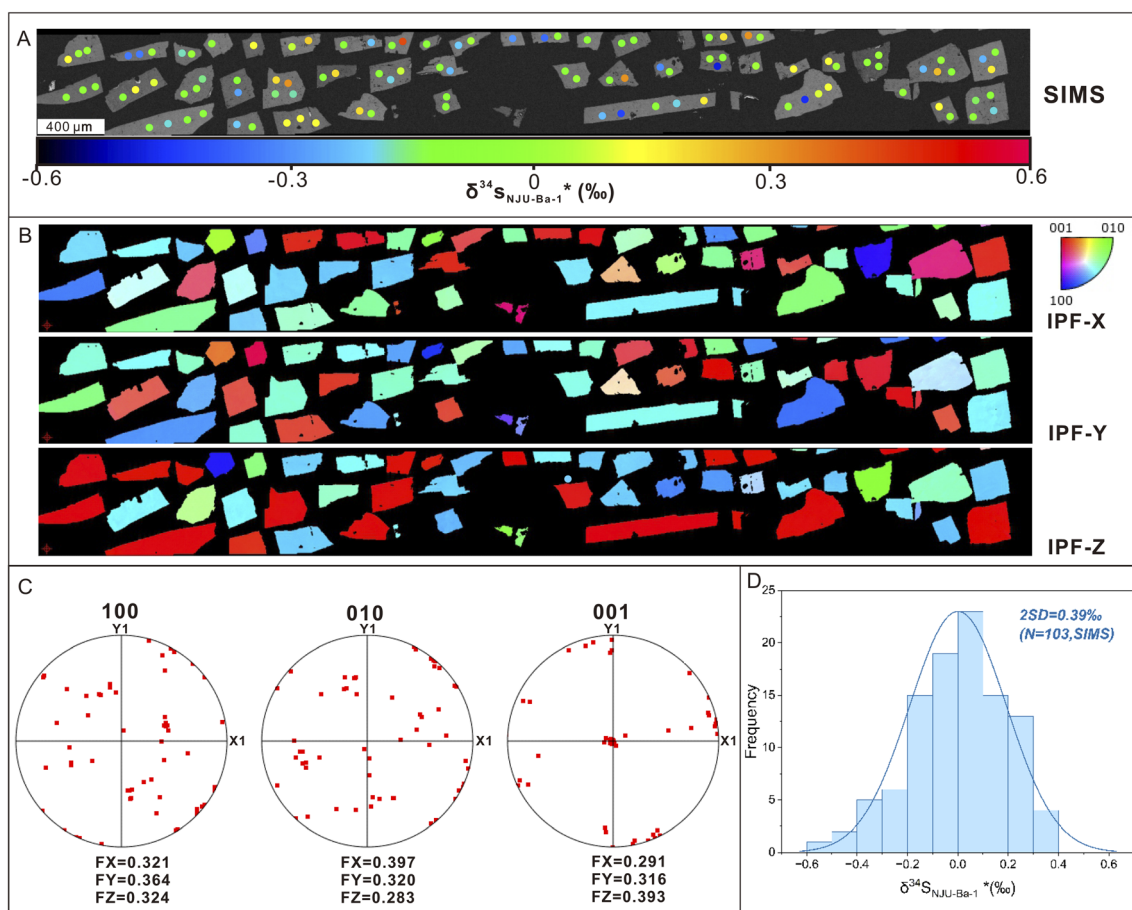 A
SIMS
400 μm
-0.6
-0.3
0
0.3
0.6
δ³⁴S NJU-Ba-1* (‰)
B
001
010
100
IPF-X
IPF-Y
IPF-Z
C
100
Y1
X1
FX=0.321
FY=0.364
FZ=0.324
010
Y1
X1
FX=0.397
FY=0.320
FZ=0.283
001
Y1
X1
FX=0.291
FY=0.316
FZ=0.393
D
2SD=0.39‰
(N=103,SIMS)
Frequency
25
20
15
10
5
0
-0.6
-0.4
-0.2
0.0
0.2
0.4
0.6
δ³⁴S NJU-Ba-1 *(‰)